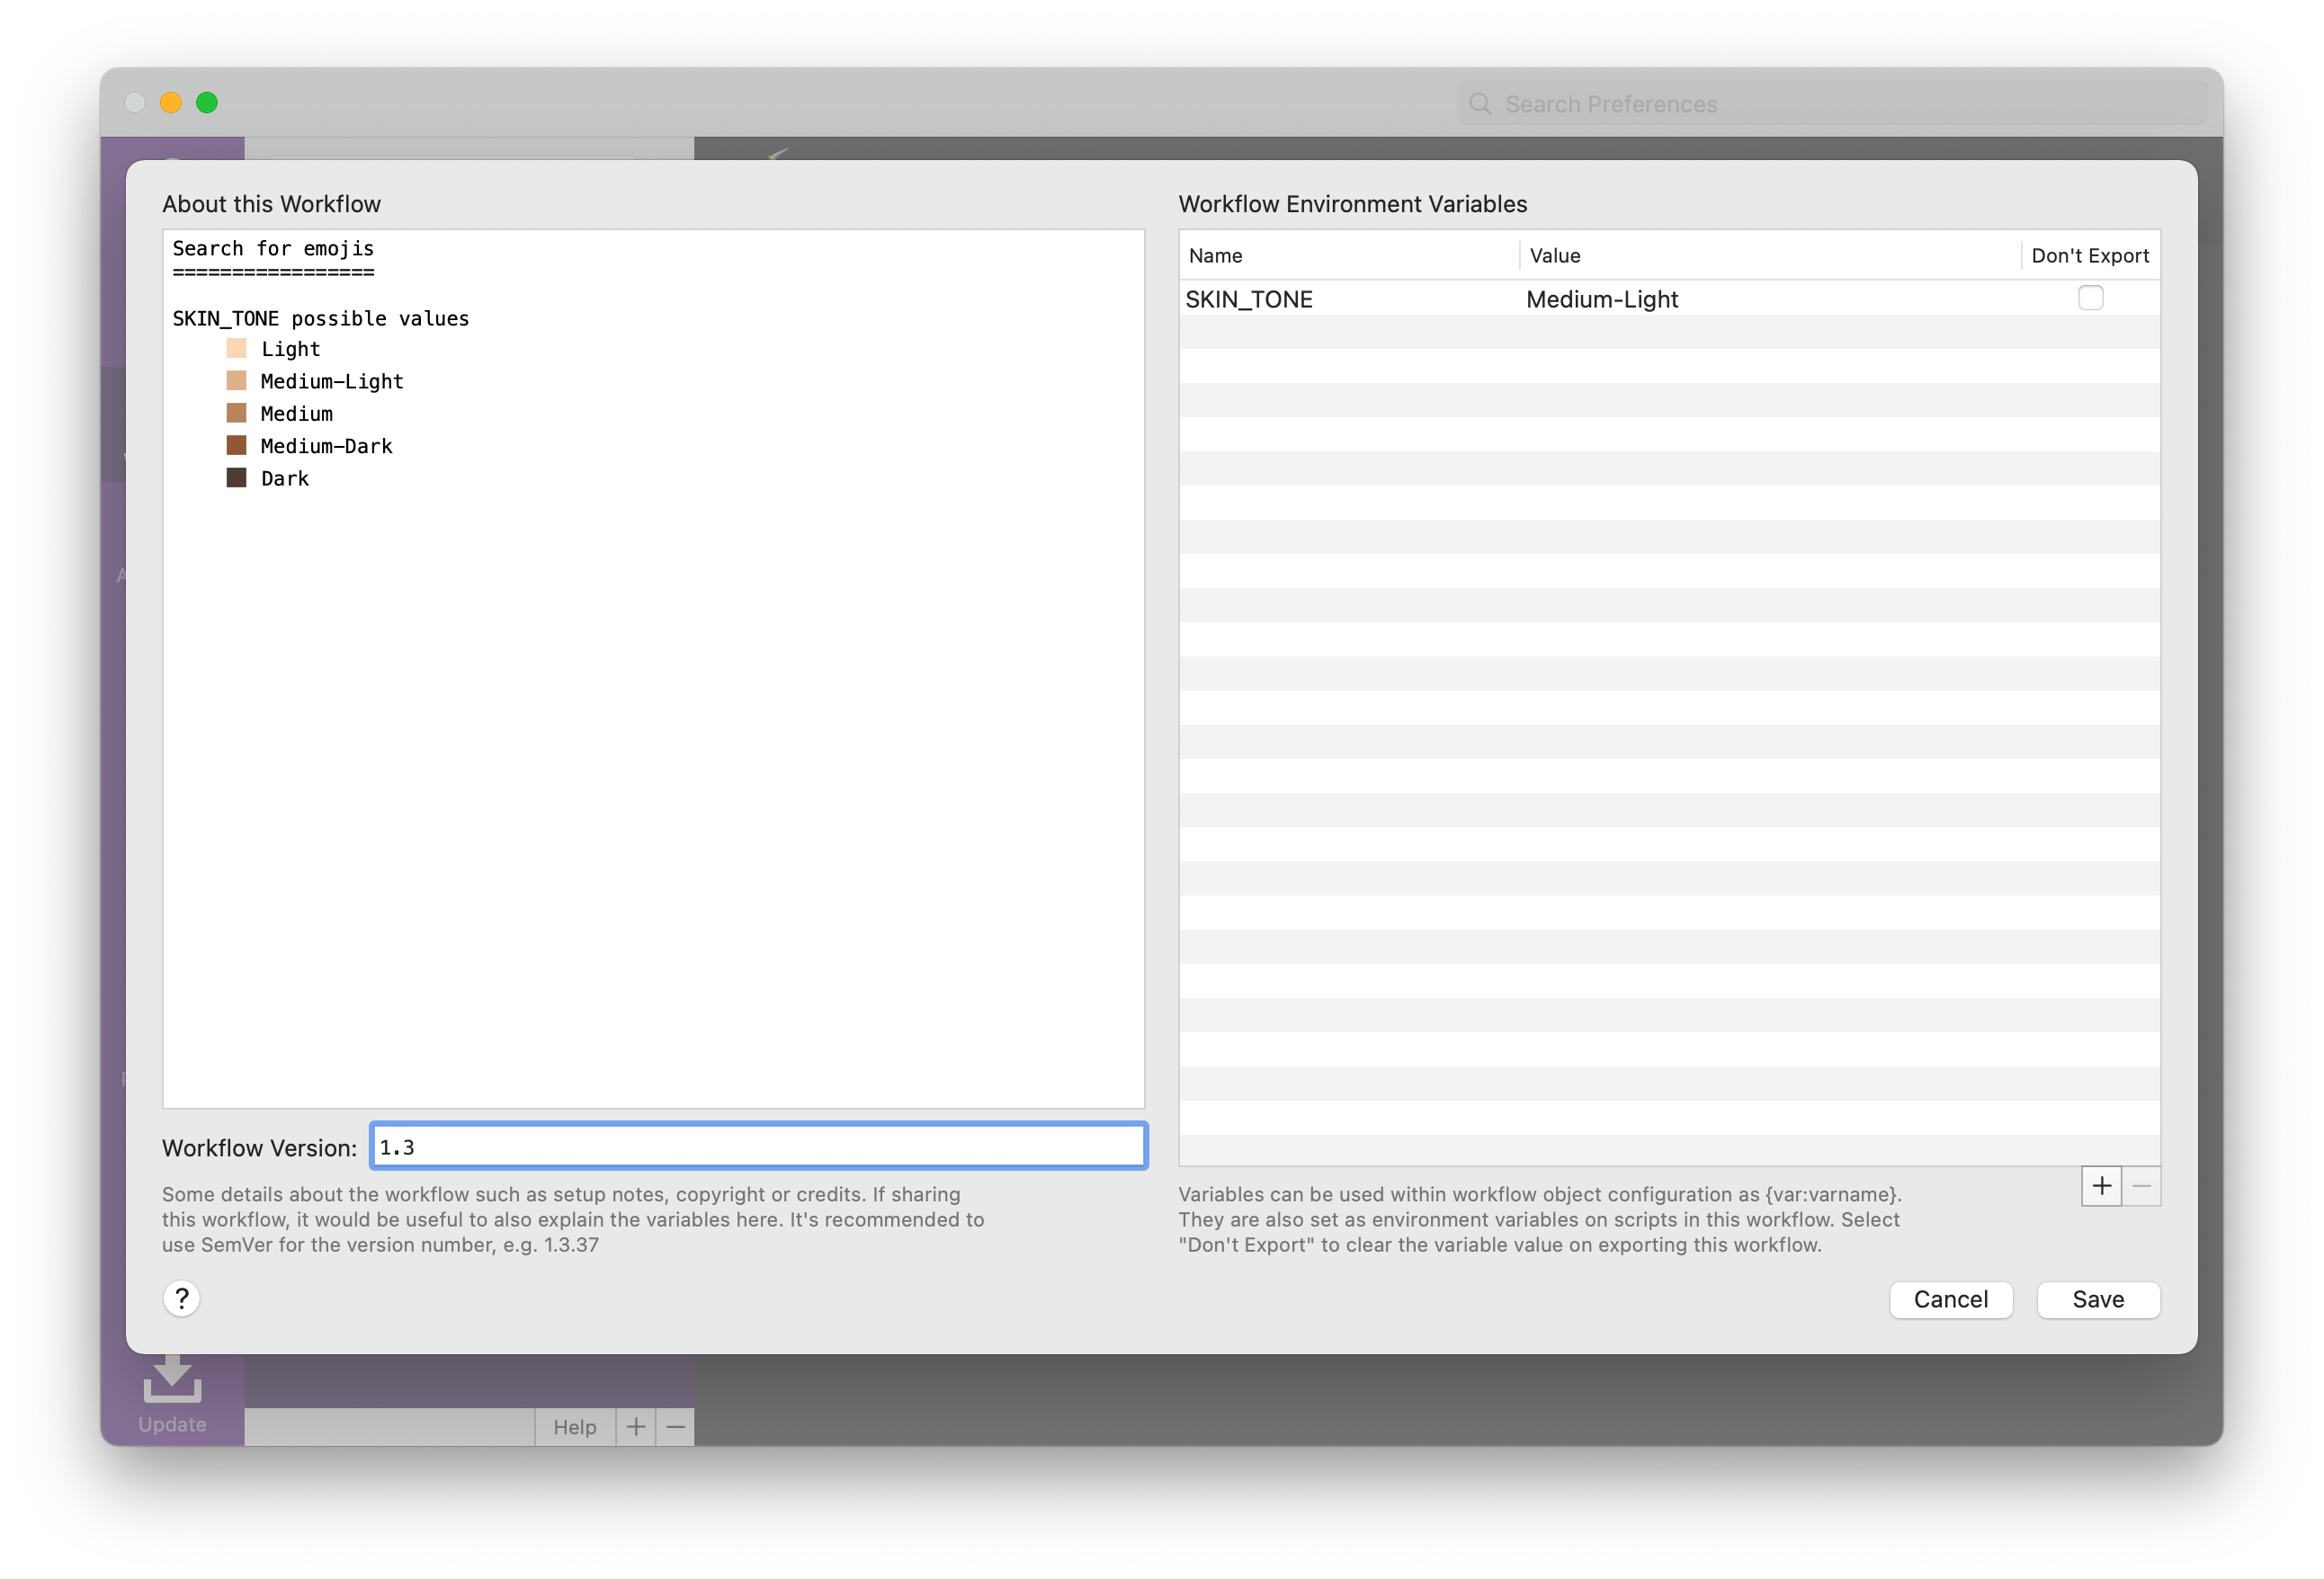 Search Preferences
About this Workflow
Search for emojis
=================
SKIN_TONE possible values
Light
Medium-Light
Medium
Medium-Dark
Dark
Workflow Version: 1.3
Some details about the workflow such as setup notes, copyright or credits. If sharing
this workflow, it would be useful to also explain the variables here. It's recommended to
use SemVer for the version number, e.g. 1.3.37
?
Workflow Environment Variables
Name Value Don't Export
SKIN_TONE Medium-Light
+ −
Variables can be used within workflow object configuration as {var:varname}.
They are also set as environment variables on scripts in this workflow. Select
"Don't Export" to clear the variable value on exporting this workflow.
Cancel Save
Update
Help + −